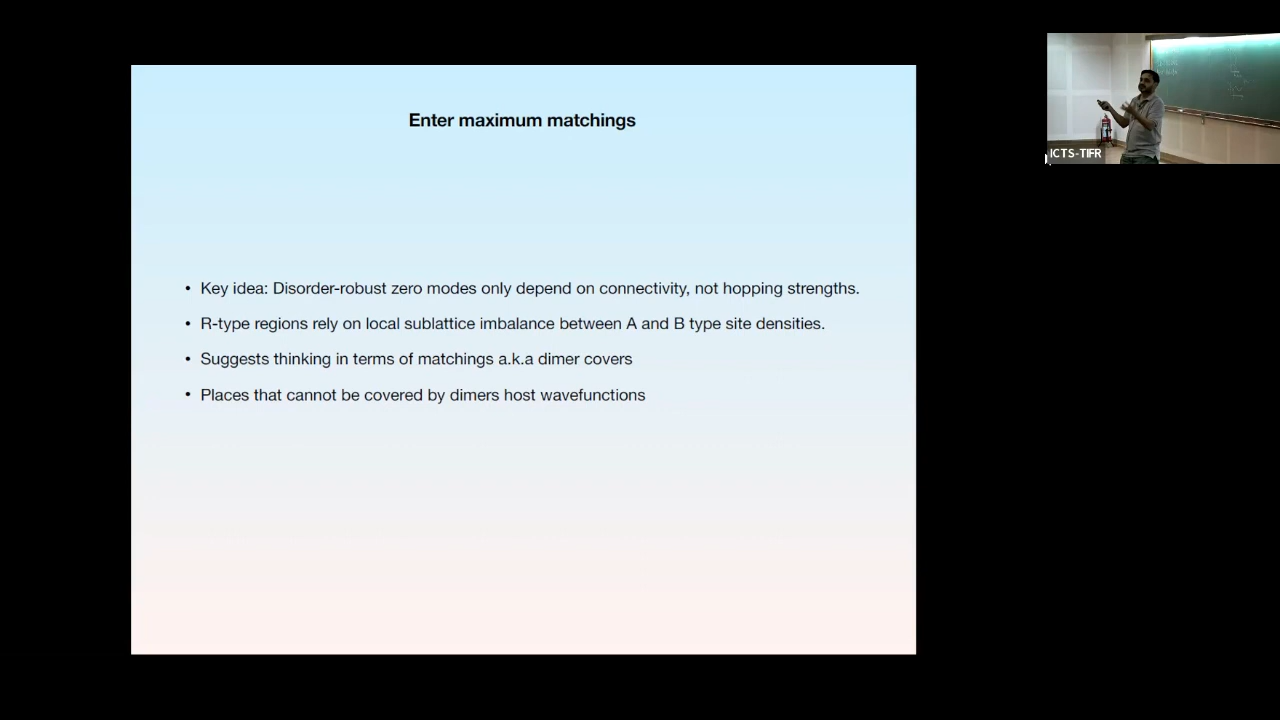 Enter maximum matchings
• Key idea: Disorder-robust zero modes only depend on connectivity, not hopping strengths.
• R-type regions rely on local sublattice imbalance between A and B type site densities.
• Suggests thinking in terms of matchings a.k.a dimer covers
• Places that cannot be covered by dimers host wavefunctions
ICTS-TIFR